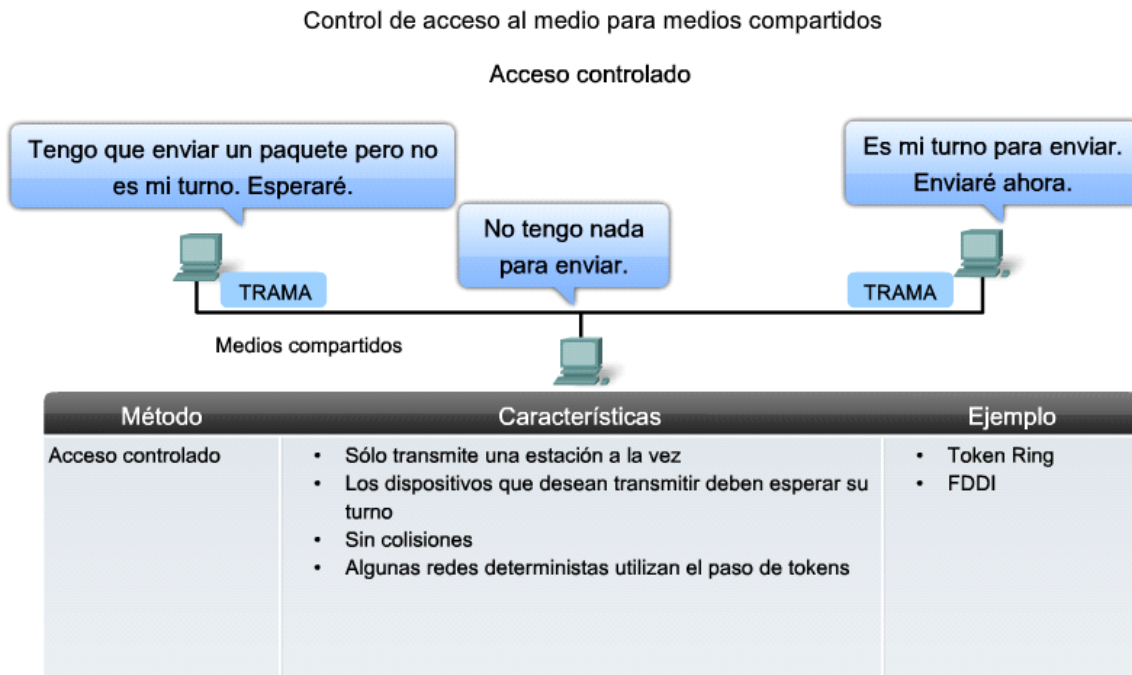 Control de acceso al medio para medios compartidos
Acceso controlado
Tengo que enviar un paquete pero no
es mi turno. Esperaré.
Es mi turno para enviar.
Enviaré ahora.
No tengo nada
para enviar.
TRAMA
TRAMA
Medios compartidos
Método
Características
Ejemplo
Acceso controlado
• Sólo transmite una estación a la vez
• Los dispositivos que desean transmitir deben esperar su
turno
• Sin colisiones
• Algunas redes deterministas utilizan el paso de tokens
• Token Ring
• FDDI